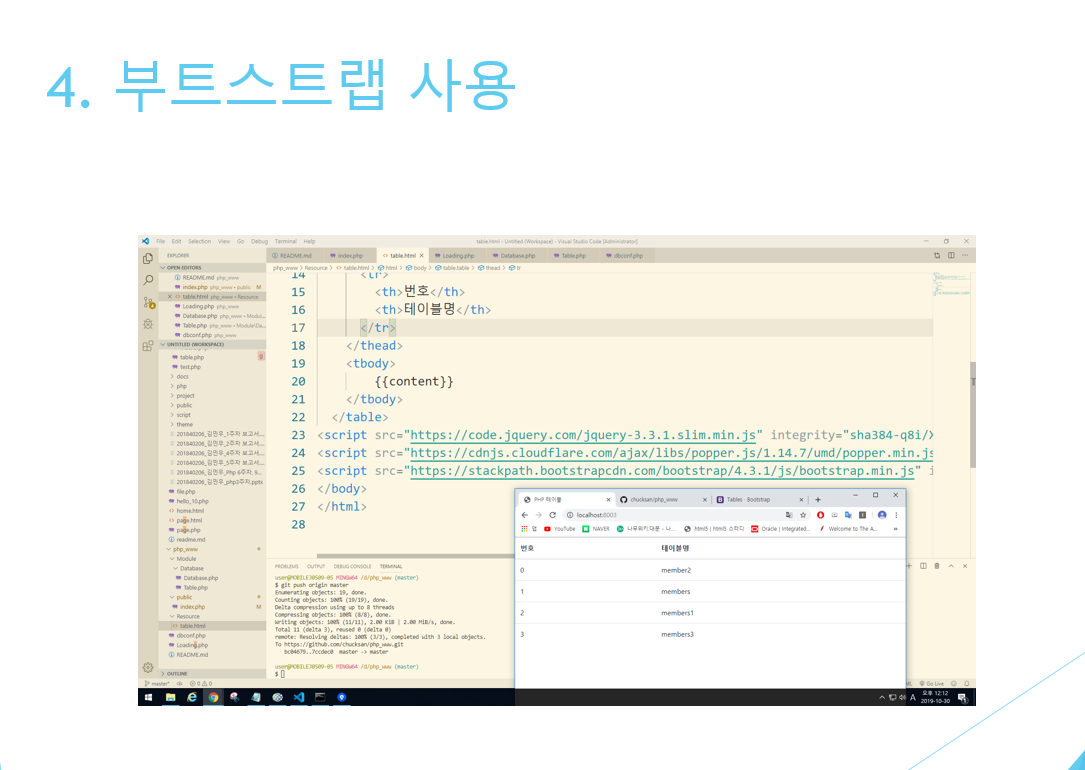 4. 부트스트랩 사용
File Edit Selection View Go Debug Terminal Help
table.html - Untitled (Workspace) - Visual Studio Code [Administrator]
EXPLORER
README.md index.php table.html Loading.php Database.php Table.php dbconf.php
OPEN EDITORS
php_www > Resource > table.html > html > body > table.table > thead > tr
README.md php_www
index.php php_www • public M
table.html php_www • Resource
Loading.php php_www
Database.php php_www • Modul...
Table.php php_www • Module\Da...
dbconf.php php_www
UNTITLED (WORKSPACE)
table.php 9
test.php
docs
php
project
public
script
theme
201840206_김민우_1주차 보고서....
201840206_김민우_2주차 보고서....
201840206_김민우_4주차 보고서....
201840206_김민우_5주차 보고서....
201840206_김민우_Php 6주차_9...
201840206_김민우_php3주차.pptx
file.php
hello_10.php
home.html
page.html
page.php
readme.md
php_www
Module
Database
Database.php
Table.php
public
index.php M
Resource
table.html
dbconf.php
Loading.php
README.md
OUTLINE
14 <tr>
15 <th>번호</th>
16 <th>테이블명</th>
17 </tr>
18 </thead>
19 <tbody>
20 {{content}}
21 </tbody>
22 </table>
23 <script src="https://code.jquery.com/jquery-3.3.1.slim.min.js" integrity="sha384-q8i/X
24 <script src="https://cdnjs.cloudflare.com/ajax/libs/popper.js/1.14.7/umd/popper.min.js
25 <script src="https://stackpath.bootstrapcdn.com/bootstrap/4.3.1/js/bootstrap.min.js" i
26 </body>
27 </html>
28
PROBLEMS OUTPUT DEBUG CONSOLE TERMINAL
user@MOBILE30509-05 MINGW64 /d/php_www (master)
$ git push origin master
Enumerating objects: 19, done.
Counting objects: 100% (19/19), done.
Delta compression using up to 8 threads
Compressing objects: 100% (8/8), done.
Writing objects: 100% (11/11), 2.00 KiB | 2.00 MiB/s, done.
Total 11 (delta 3), reused 0 (delta 0)
remote: Resolving deltas: 100% (3/3), completed with 3 local objects.
To https://github.com/chucksan/php_www.git
bc04679..7ccdec0 master -> master
user@MOBILE30509-05 MINGW64 /d/php_www (master)
$
PHP 테이블 chucksan/php_www Tables · Bootstrap
localhost:8003
앱 YouTube NAVER 나무위키:대문 - 나... html5 | html5 스터디 Oracle | Integrated... Welcome to The A...
번호 테이블명
0 member2
1 members
2 members1
3 members3
master* 0 0
Go Live
A 오후 12:12
2019-10-30